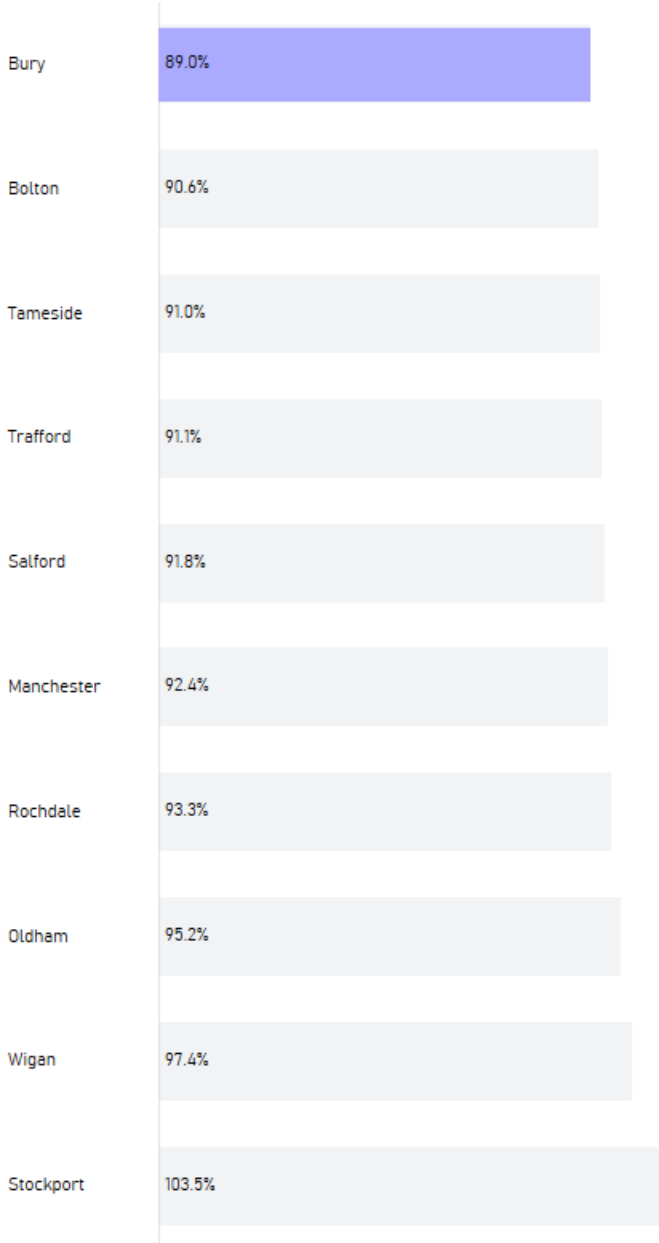 Bury 89.0%
Bolton 90.6%
Tameside 91.0%
Trafford 91.1%
Salford 91.8%
Manchester 92.4%
Rochdale 93.3%
Oldham 95.2%
Wigan 97.4%
Stockport 103.5%